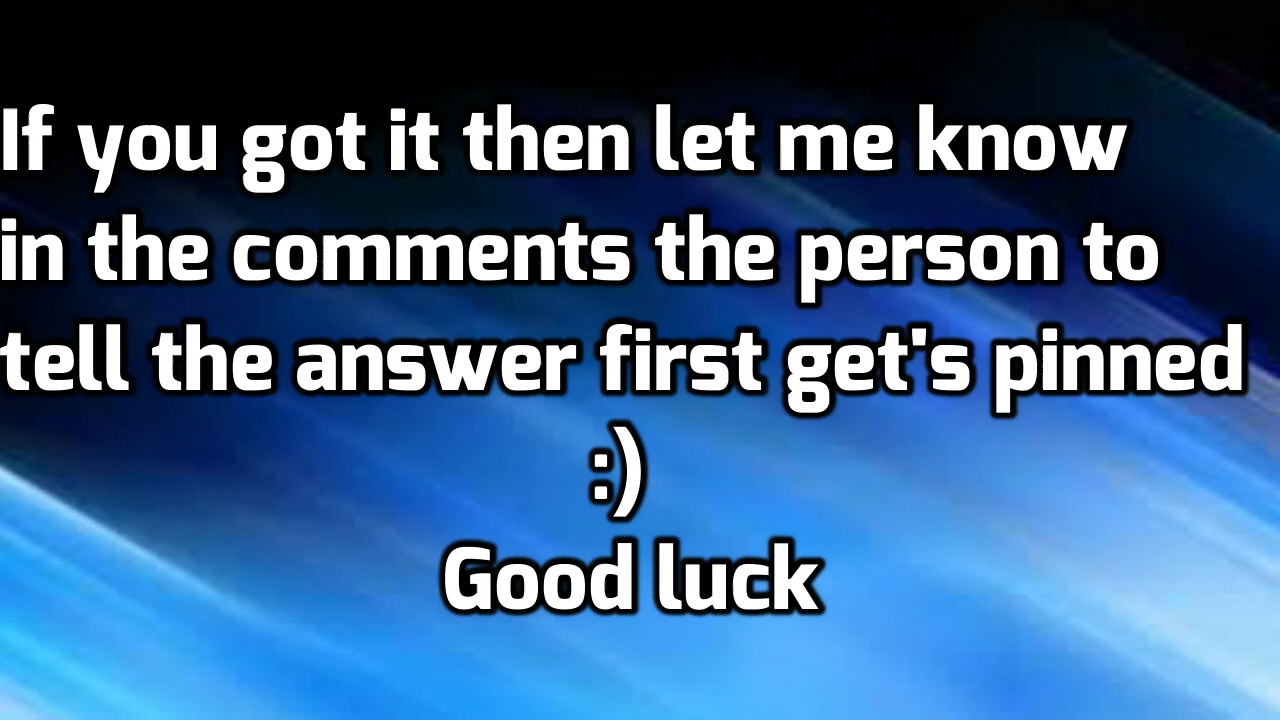 If you got it then let me know
in the comments the person to
tell the answer first get's pinned
:)
Good luck